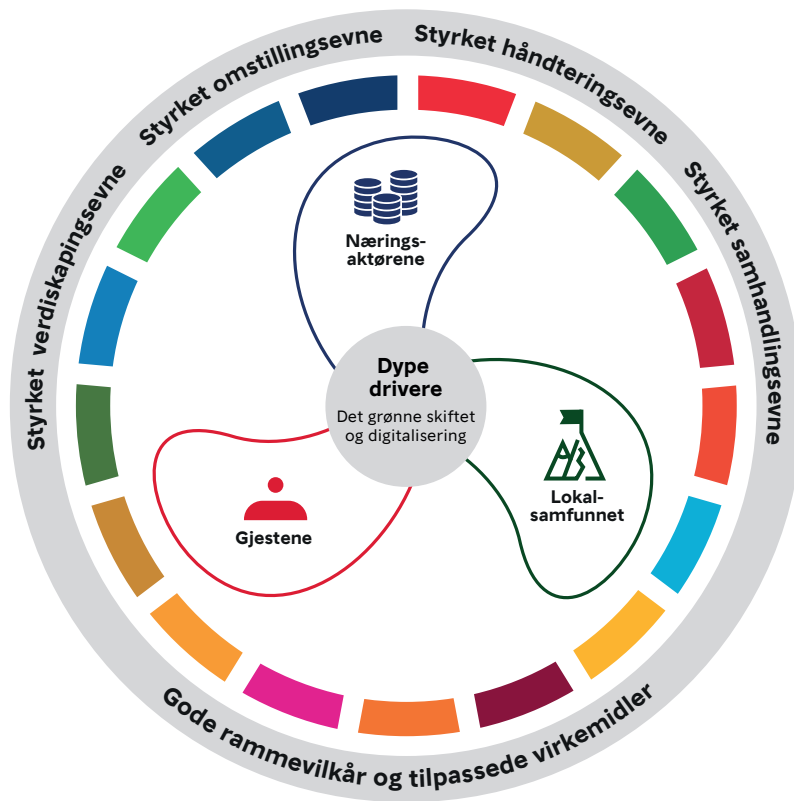 Styrket verdiskapingsevne
Styrket omstillingsevne
Styrket håndteringsevne
Styrket samhandlingsevne
Nærings-
aktørene
Dype
drivere
Det grønne skiftet
og digitalisering
Lokal-
samfunnet
Gjestene
Gode rammevilkår og tilpassede virkemidler